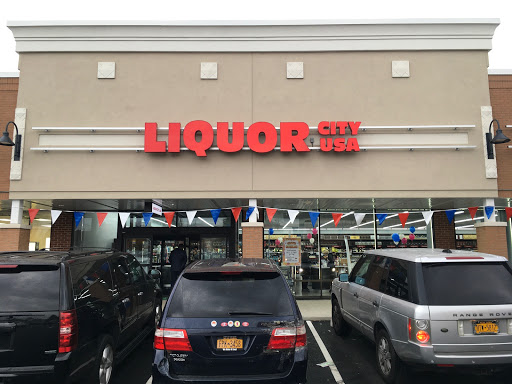 LIQUOR CITY
USA
RANGE ROVER